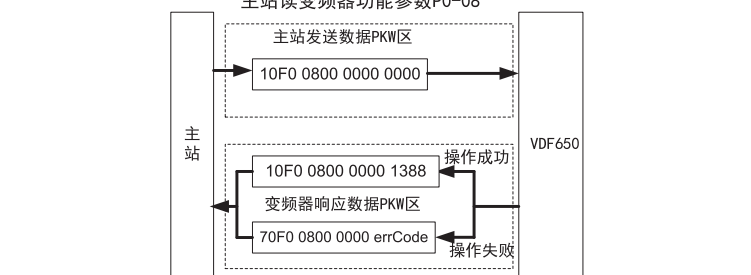 主站读变频器功能参数P0-08
主站发送数据PKW区
10F0 0800 0000 0000
主站
VDF650
操作成功
10F0 0800 0000 1388
变频器响应数据PKW区
70F0 0800 0000 errCode
操作失败